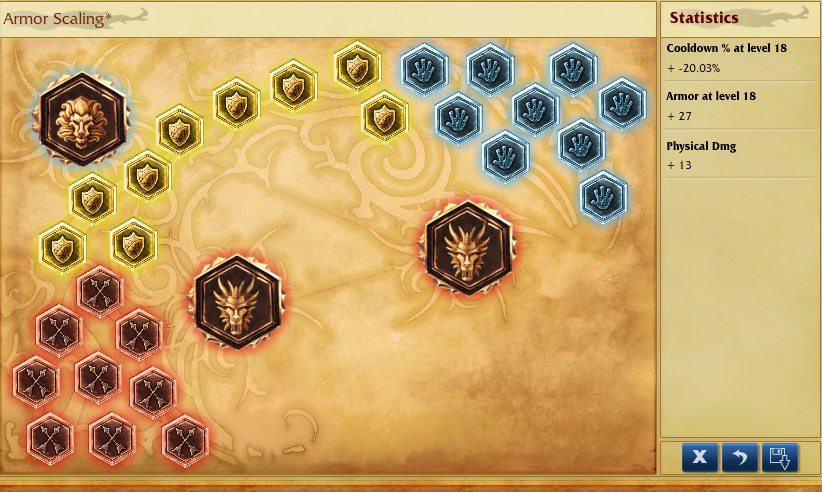 Armor Scaling*
Statistics
Cooldown % at level 18
+ -20.03%
Armor at level 18
+ 27
Physical Dmg
+ 13